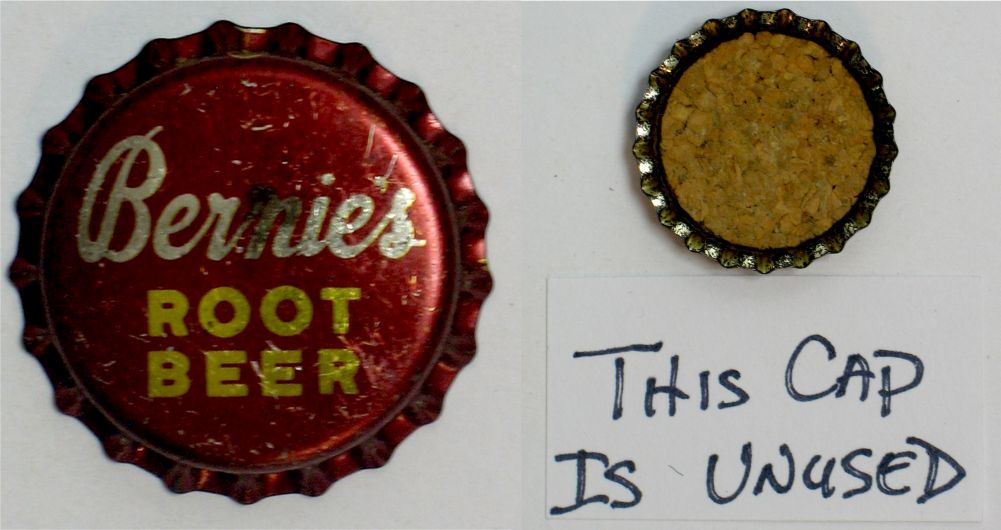 Bernie's
ROOT
BEER
THIS CAP
IS UNUSED